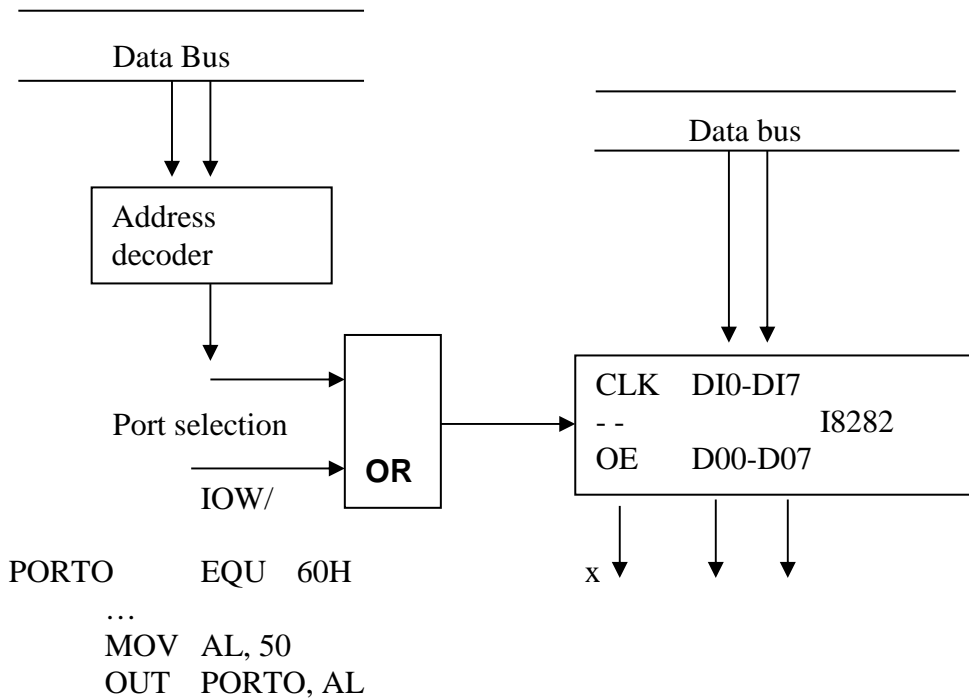 Data Bus
Data bus
Address
decoder
CLK DI0-DI7
Port selection
- - I8282
OE D00-D07
OR
IOW/
PORTO EQU 60H
x
…
MOV AL, 50
OUT PORTO, AL